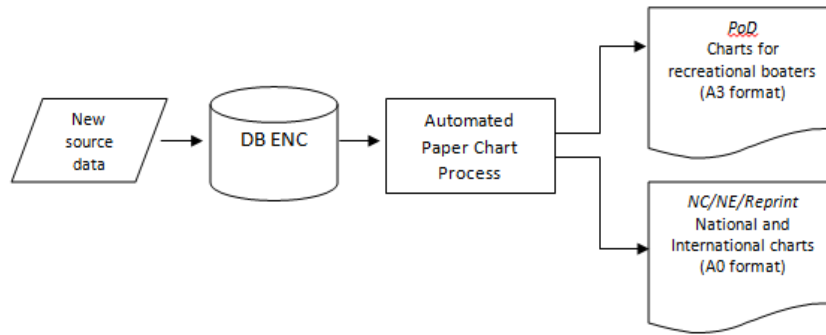 New
source
data
DB ENC
Automated
Paper Chart
Process
PoD
Charts for
recreational boaters
(A3 format)
NC/NE/Reprint
National and
International charts
(A0 format)